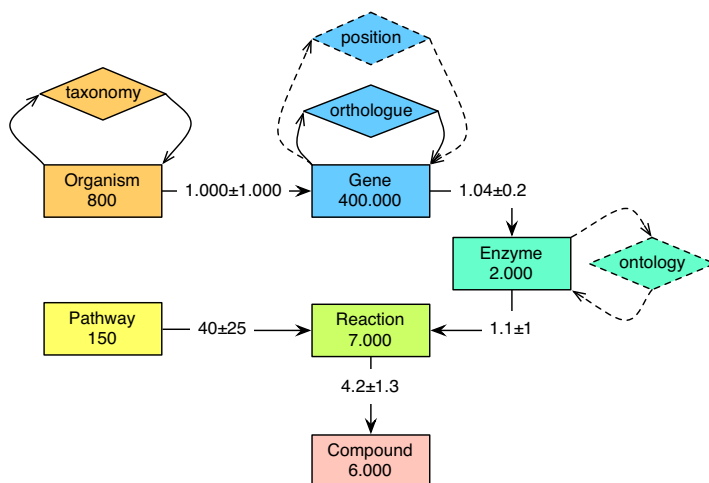 position
taxonomy
orthologue
Organism
800
1.000±1.000
Gene
400.000
1.04±0.2
Enzyme
2.000
ontology
Pathway
150
40±25
Reaction
7.000
1.1±1
4.2±1.3
Compound
6.000